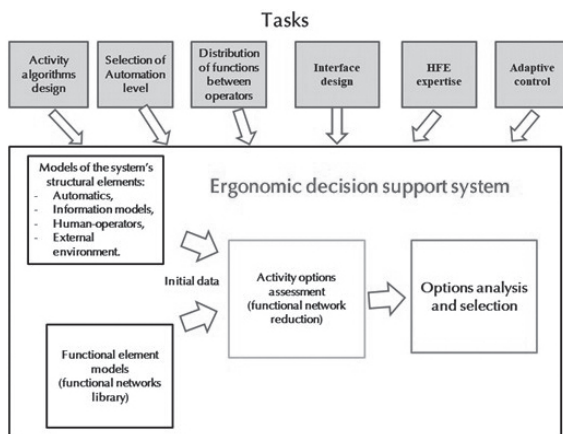 Tasks
Activity
algorithms
design
Selection of
Automation
level
Distribution
of functions
between
operators
Interface
design
HFE
expertise
Adaptive
control
Models of the system's
structural elements:
- Automatics,
- Information models,
- Human-operators,
- External
environment.
Ergonomic decision support system
Initial data
Activity options
assessment
(functional network
reduction)
Options analysis
and selection
Functional element
models
(functional networks
library)